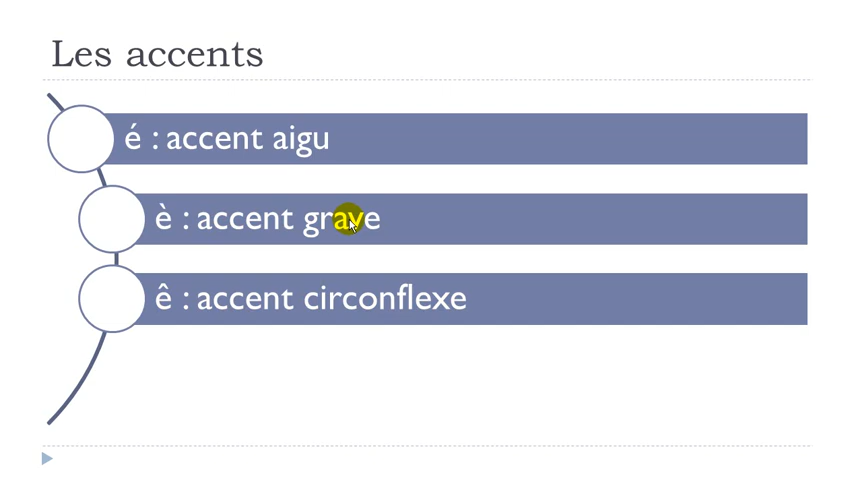 Les accents
é : accent aigu
è : accent grave
ê : accent circonflexe